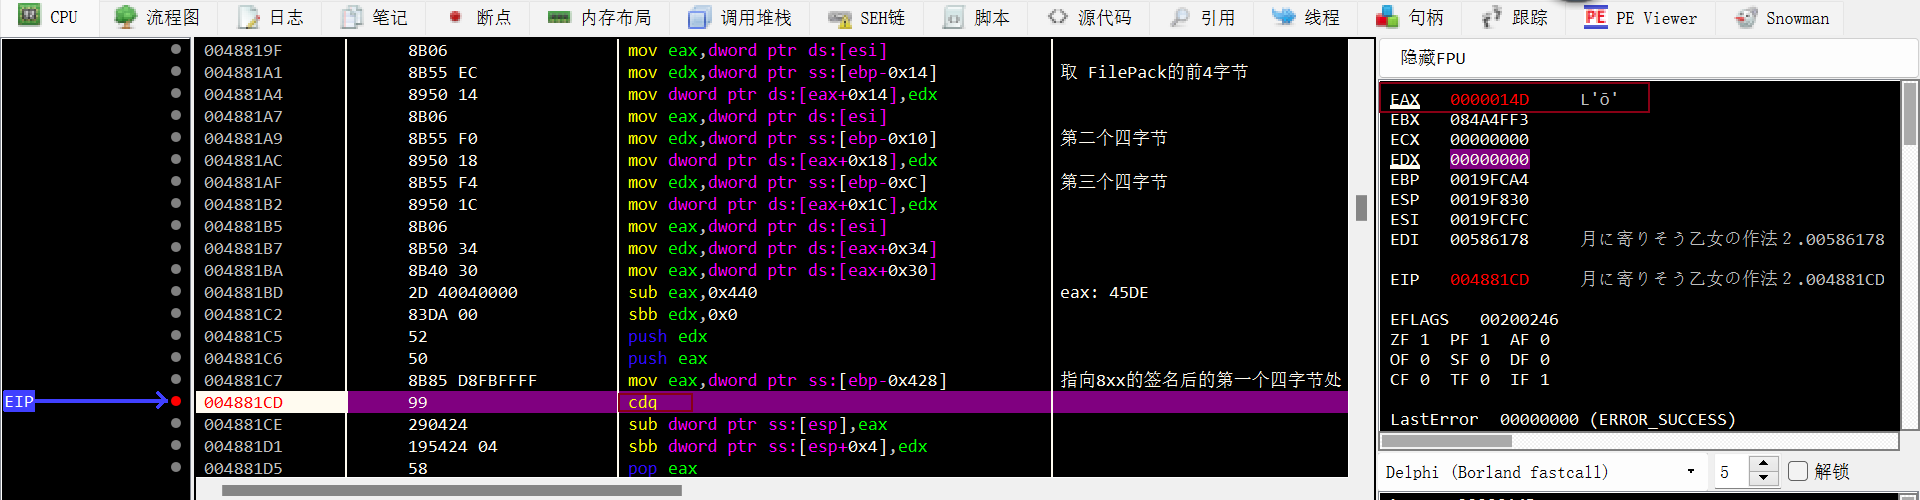 CPU 流程图 日志 笔记 断点 内存布局 调用堆栈 SEH链 脚本 源代码 引用 线程 句柄 跟踪 PE Viewer Snowman
0048819F 8B06 mov eax,dword ptr ds:[esi]
004881A1 8B55 EC mov edx,dword ptr ss:[ebp-0x14] 取 FilePack的前4字节
004881A4 8950 14 mov dword ptr ds:[eax+0x14],edx
004881A7 8B06 mov eax,dword ptr ds:[esi]
004881A9 8B55 F0 mov edx,dword ptr ss:[ebp-0x10] 第二个四字节
004881AC 8950 18 mov dword ptr ds:[eax+0x18],edx
004881AF 8B55 F4 mov edx,dword ptr ss:[ebp-0xC] 第三个四字节
004881B2 8950 1C mov dword ptr ds:[eax+0x1C],edx
004881B5 8B06 mov eax,dword ptr ds:[esi]
004881B7 8B50 34 mov edx,dword ptr ds:[eax+0x34]
004881BA 8B40 30 mov eax,dword ptr ds:[eax+0x30]
004881BD 2D 40040000 sub eax,0x440 eax: 45DE
004881C2 83DA 00 sbb edx,0x0
004881C5 52 push edx
004881C6 50 push eax
004881C7 8B85 D8FBFFFF mov eax,dword ptr ss:[ebp-0x428] 指向8xx的签名后的第一个四字节处
EIP 004881CD 99 cdq
004881CE 290424 sub dword ptr ss:[esp],eax
004881D1 195424 04 sbb dword ptr ss:[esp+0x4],edx
004881D5 58 pop eax
隐藏FPU
EAX 0000014D L'ō'
EBX 084A4FF3
ECX 00000000
EDX 00000000
EBP 0019FCA4
ESP 0019F830
ESI 0019FCFC
EDI 00586178 月に寄りそう乙女の作法２.00586178
EIP 004881CD 月に寄りそう乙女の作法２.004881CD
EFLAGS 00200246
ZF 1 PF 1 AF 0
OF 0 SF 0 DF 0
CF 0 TF 0 IF 1
LastError 00000000 (ERROR_SUCCESS)
Delphi (Borland fastcall) 5 解锁